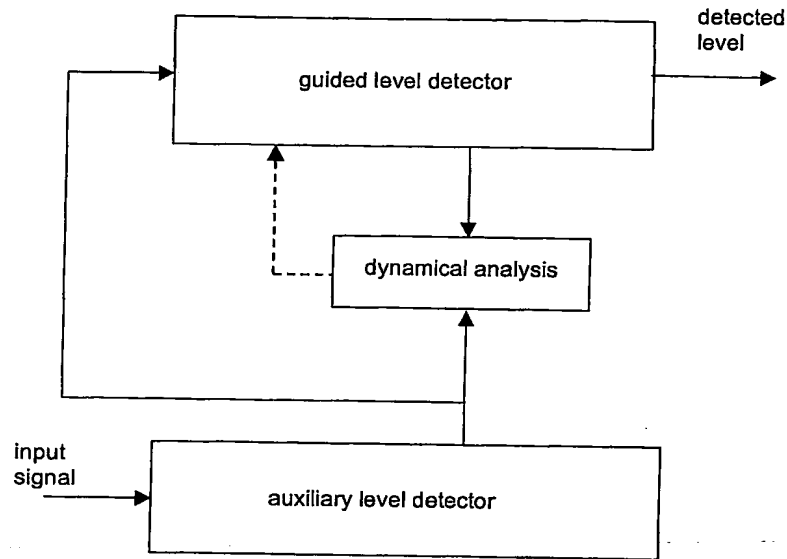 detected
level
guided level detector
dynamical analysis
input
signal
auxiliary level detector